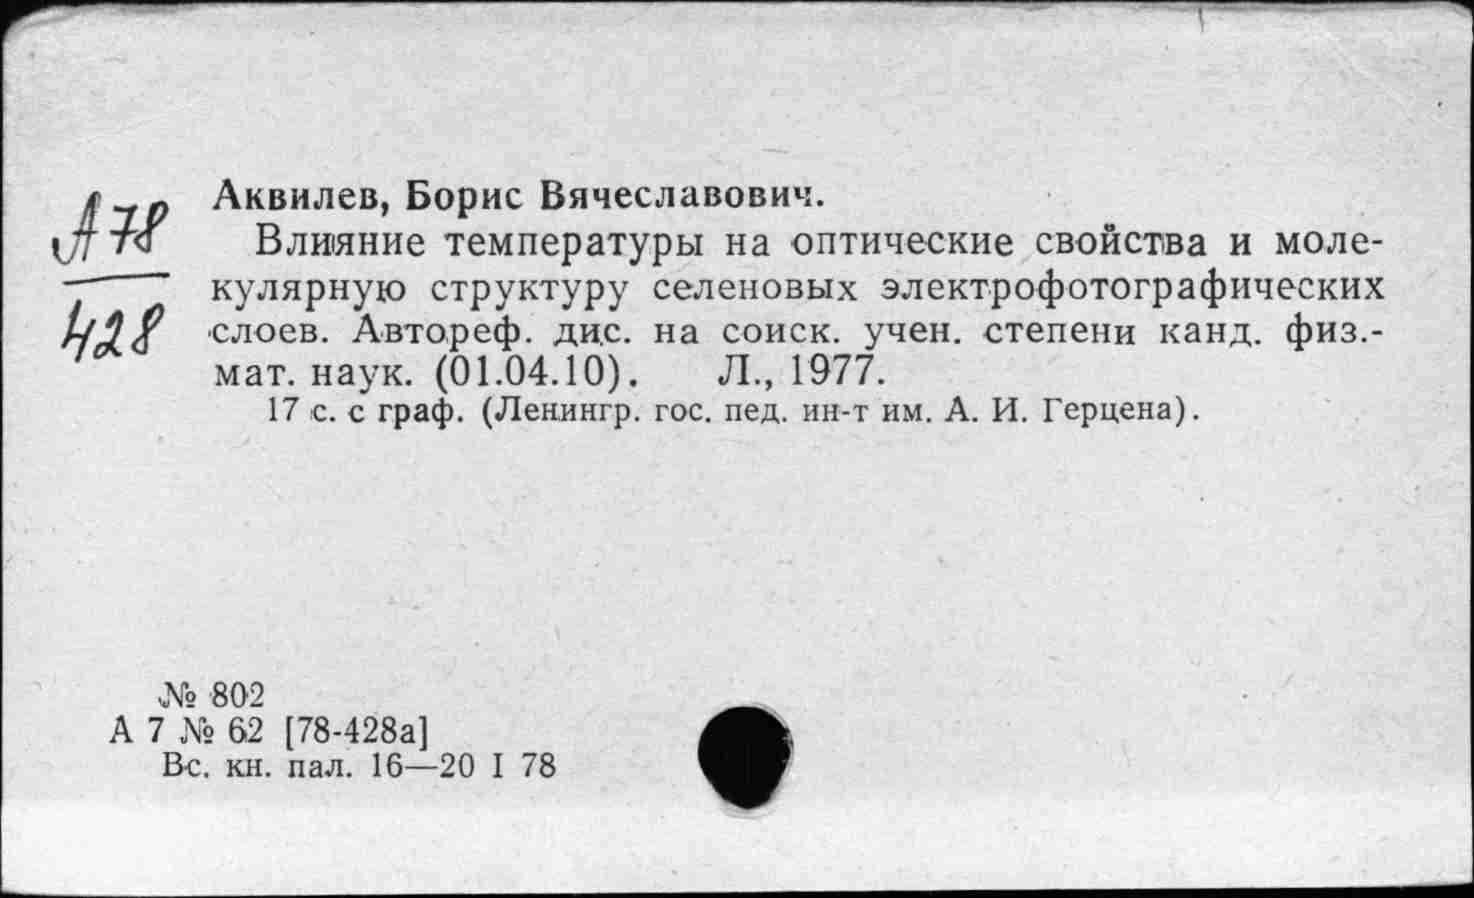 А78
428
Аквилев, Борис Вячеславович.
Влияние температуры на оптические свойства и моле-
кулярную структуру селеновых электрофотографических
слоев. Автореф. дис. на соиск. учен. степени канд. физ.-
мат. наук. (01.04.10). Л., 1977.
17 с. с граф. (Ленингр. гос. пед. ин-т им. А. И. Герцена).
№ 802
А 7 № 62 [78-428а]
Вс. кн. пал. 16—20 I 78